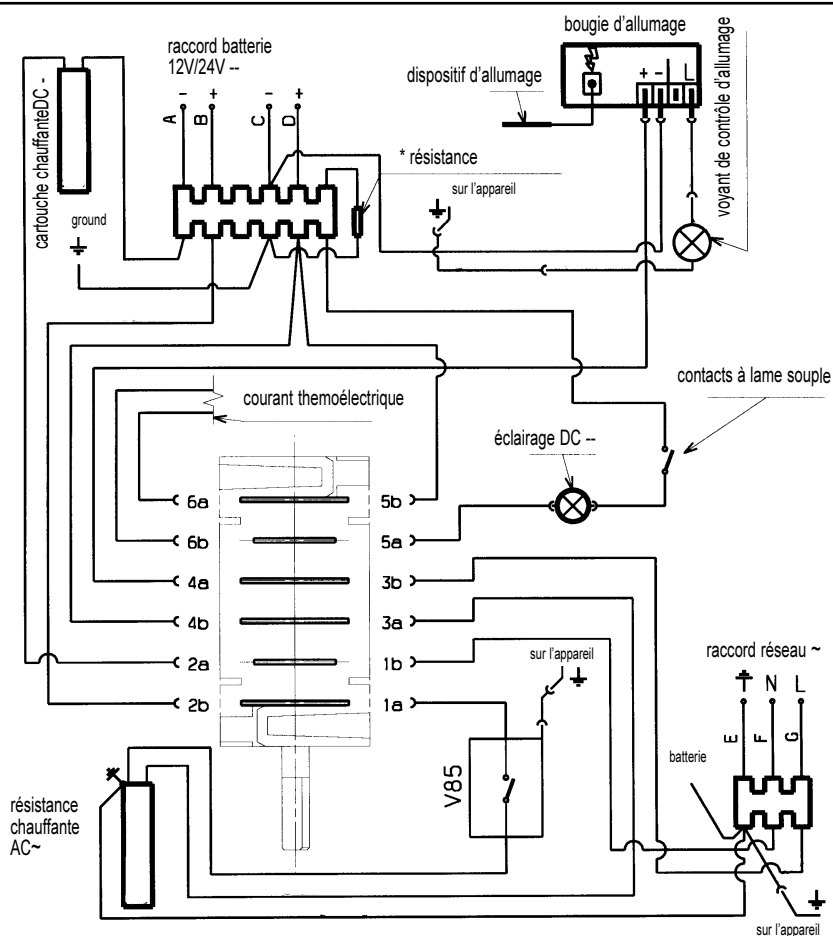 bougie d'allumage
raccord batterie
12V/24V --
dispositif d'allumage
cartouche chauffanteDC -
- + - +
A B C D
+ - L
* résistance
voyant de contrôle d'allumage
sur l'appareil
ground
courant themoélectrique
contacts à lame souple
éclairage DC --
6a 5b
6b 5a
4a 3b
4b 3a
2a 1b
2b 1a
sur l'appareil
raccord réseau ~
N L
E F G
batterie
V85
résistance
chauffante
AC~
sur l'appareil